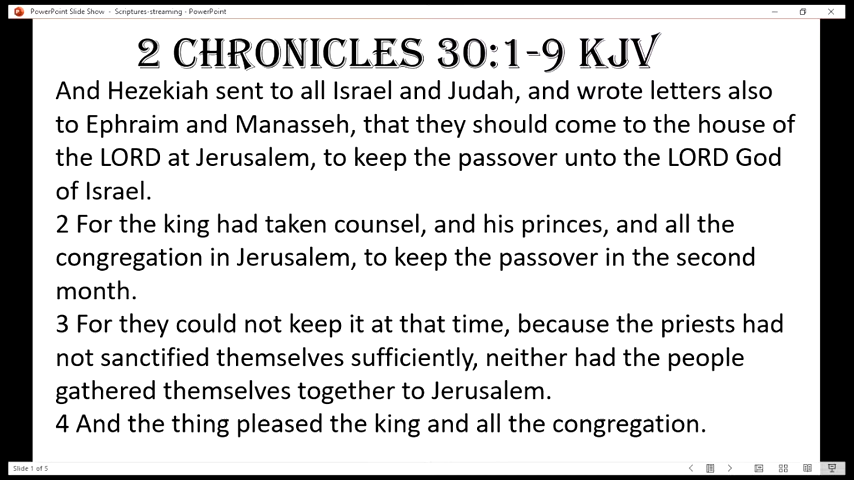 PowerPoint Slide Show - Scriptures-streaming - PowerPoint
2 Chronicles 30:1-9 KJV
And Hezekiah sent to all Israel and Judah, and wrote letters also
to Ephraim and Manasseh, that they should come to the house of
the LORD at Jerusalem, to keep the passover unto the LORD God
of Israel.
2 For the king had taken counsel, and his princes, and all the
congregation in Jerusalem, to keep the passover in the second
month.
3 For they could not keep it at that time, because the priests had
not sanctified themselves sufficiently, neither had the people
gathered themselves together to Jerusalem.
4 And the thing pleased the king and all the congregation.
Slide 1 of 5